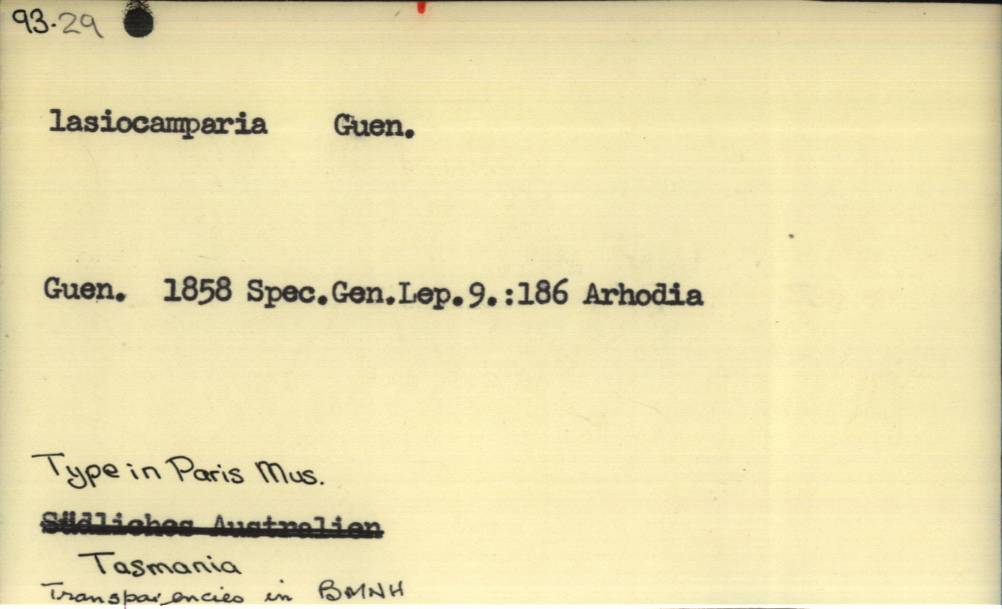 93.29
lasiocamparia Guen.
Guen. 1858 Spec.Gen.Lep.9.:186 Arhodia
Type in Paris Mus.
Südliches Australien
Tasmania
Transparencies in BMNH